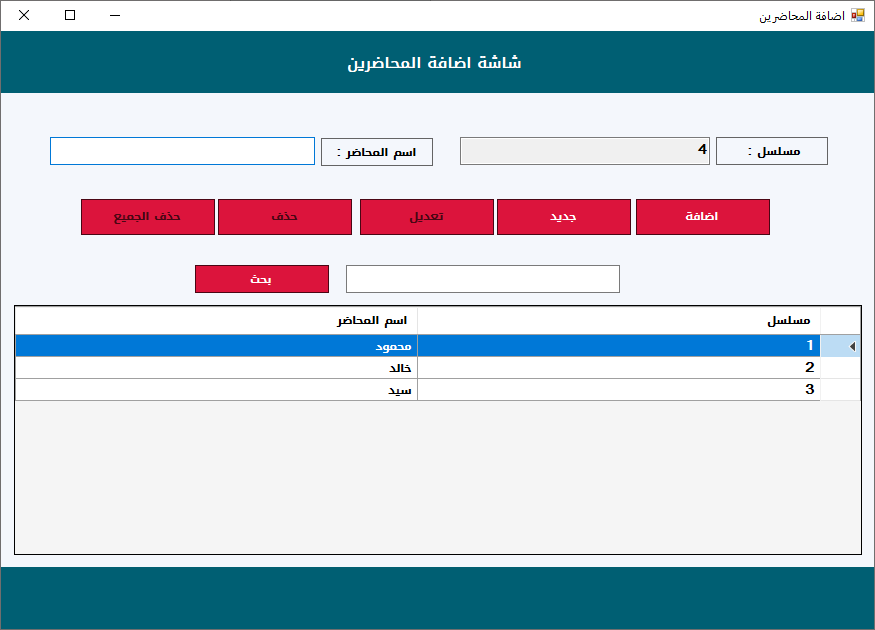 اضافة المحاضرين
شاشة اضافة المحاضرين
مسلسل : 4 اسم المحاضر :
اضافة جديد تعديل حذف حذف الجميع
بحث
مسلسل اسم المحاضر
1 محمود
2 خالد
3 سيد